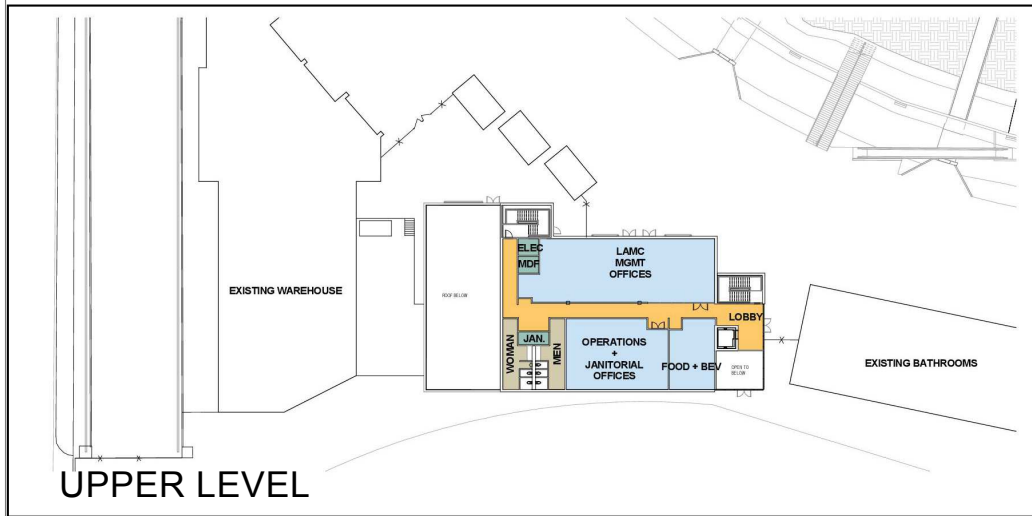 ELEC
MDF
LAMC
MGMT
OFFICES
EXISTING WAREHOUSE
ROOF BELOW
LOBBY
WOMAN
JAN.
MEN
OPERATIONS
+
JANITORIAL
OFFICES
FOOD + BEV
OPEN TO
BELOW
EXISTING BATHROOMS
UPPER LEVEL